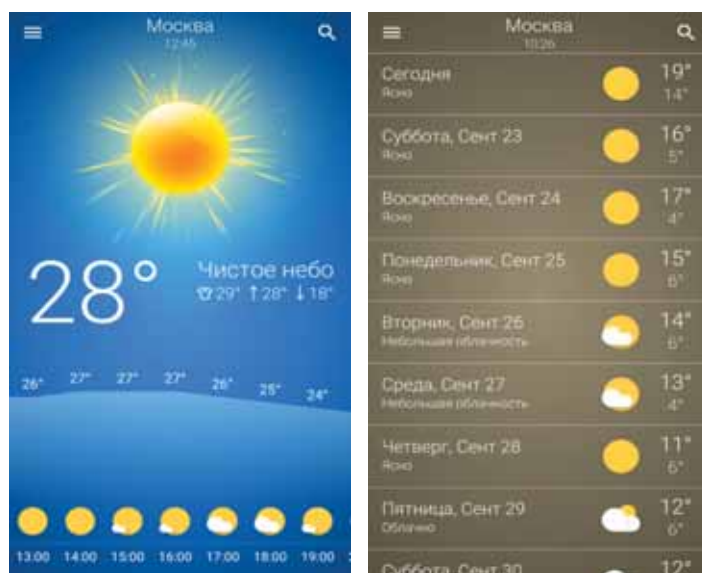 Москва
12:45
28°
Чистое небо
29° ↑28° ↓18°
26° 27° 27° 27° 26° 25° 24°
13:00 14:00 15:00 16:00 17:00 18:00 19:00
Москва
10:26
Сегодня 19°
Ясно 14°
Суббота, Сент 23 16°
Ясно 5°
Воскресенье, Сент 24 17°
Ясно 4°
Понедельник, Сент 25 15°
Ясно 6°
Вторник, Сент 26 14°
Небольшая облачность 6°
Среда, Сент 27 13°
Небольшая облачность 4°
Четверг, Сент 28 11°
Ясно 6°
Пятница, Сент 29 12°
Облачно 6°
Суббота, Сент 30 12°